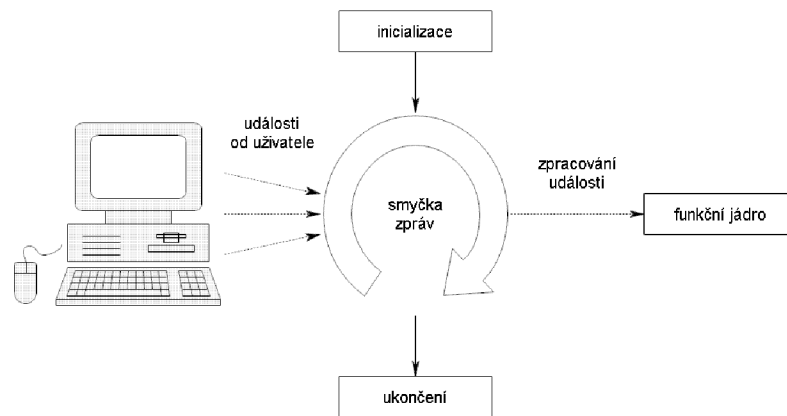 inicializace
události
od uživatele
smyčka
zpráv
zpracování
události
funkční jádro
ukončení